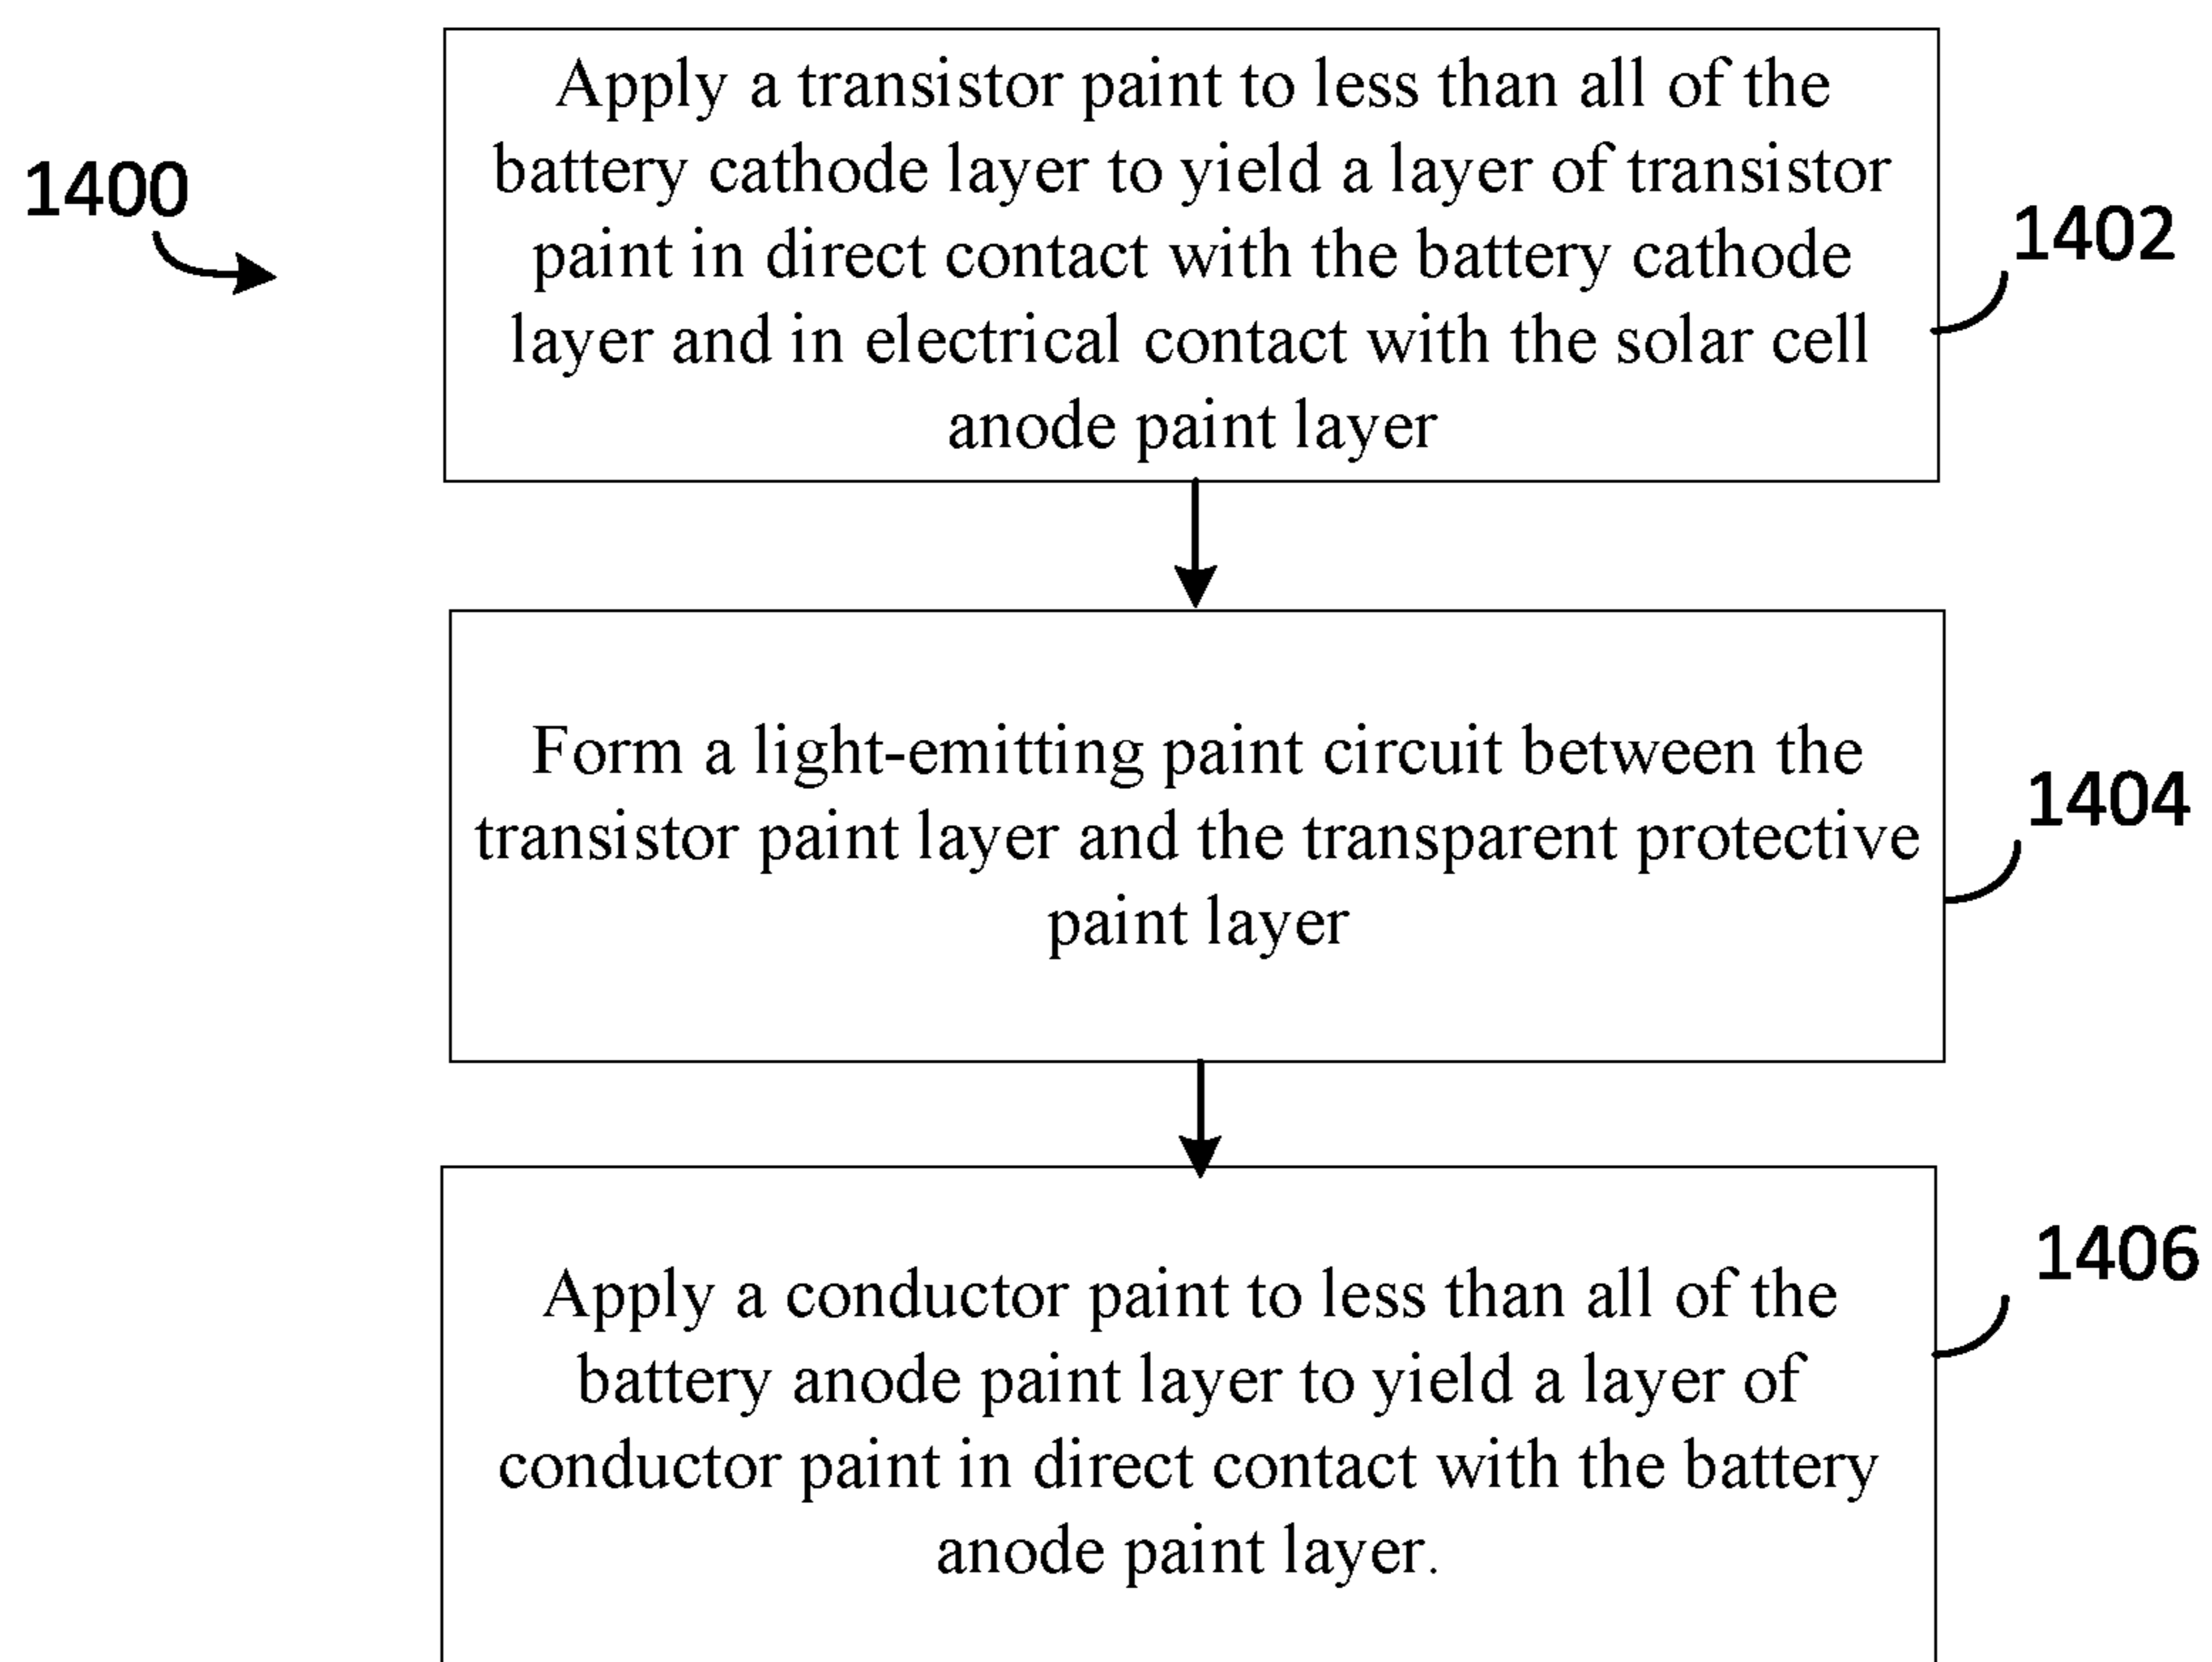 1400
Apply a transistor paint to less than all of the
battery cathode layer to yield a layer of transistor
paint in direct contact with the battery cathode
layer and in electrical contact with the solar cell
anode paint layer
1402
Form a light-emitting paint circuit between the
transistor paint layer and the transparent protective
paint layer
1404
Apply a conductor paint to less than all of the
battery anode paint layer to yield a layer of
conductor paint in direct contact with the battery
anode paint layer.
1406